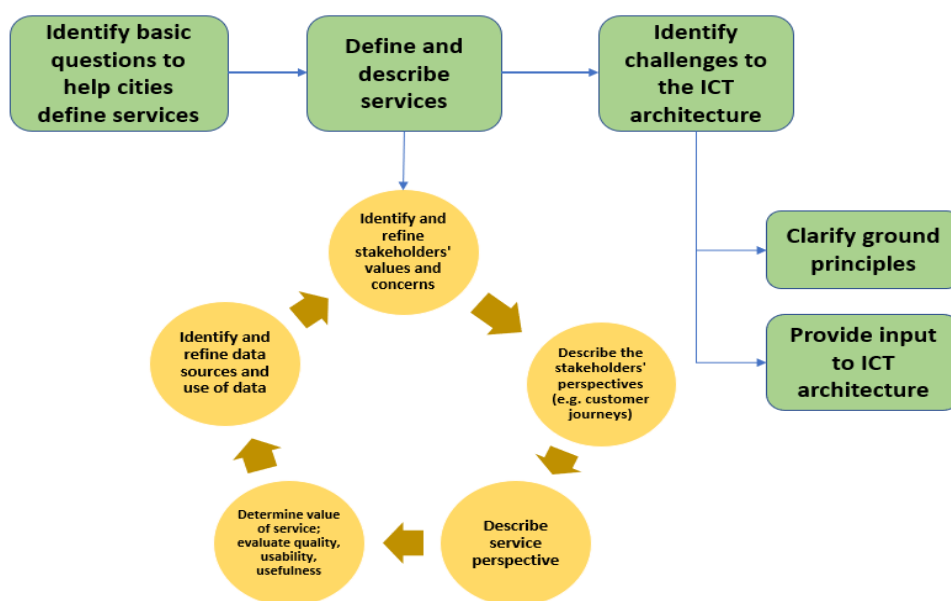 Identify basic
questions to
help cities
define services
Define and
describe
services
Identify
challenges to
the ICT
architecture
Clarify ground
principles
Provide input
to ICT
architecture
Identify and
refine
stakeholders'
values and
concerns
Describe the
stakeholders'
perspectives
(e.g. customer
journeys)
Describe
service
perspective
Determine value
of service;
evaluate quality,
usability,
usefulness
Identify and
refine data
sources and
use of data